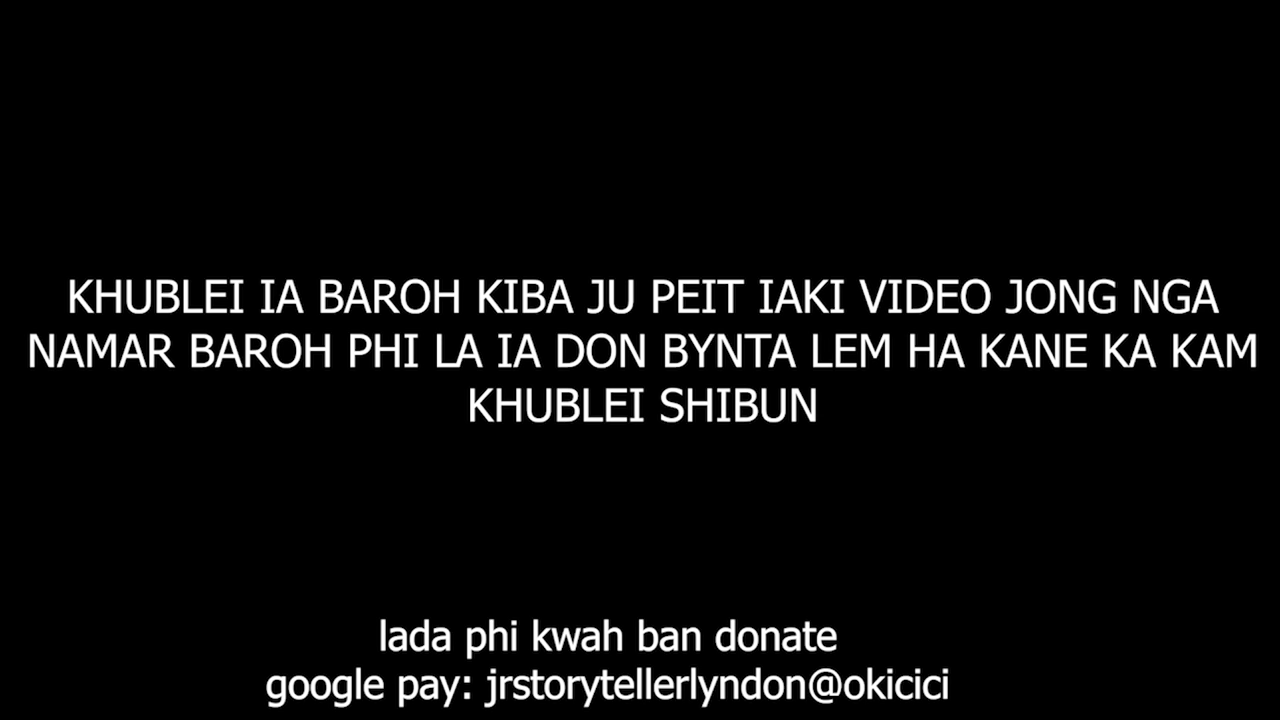 KHUBLEI IA BAROH KIBA JU PEIT IAKI VIDEO JONG NGA
NAMAR BAROH PHI LA IA DON BYNTA LEM HA KANE KA KAM
KHUBLEI SHIBUN
lada phi kwah ban donate
google pay: jrstorytellerlyndon@okicici